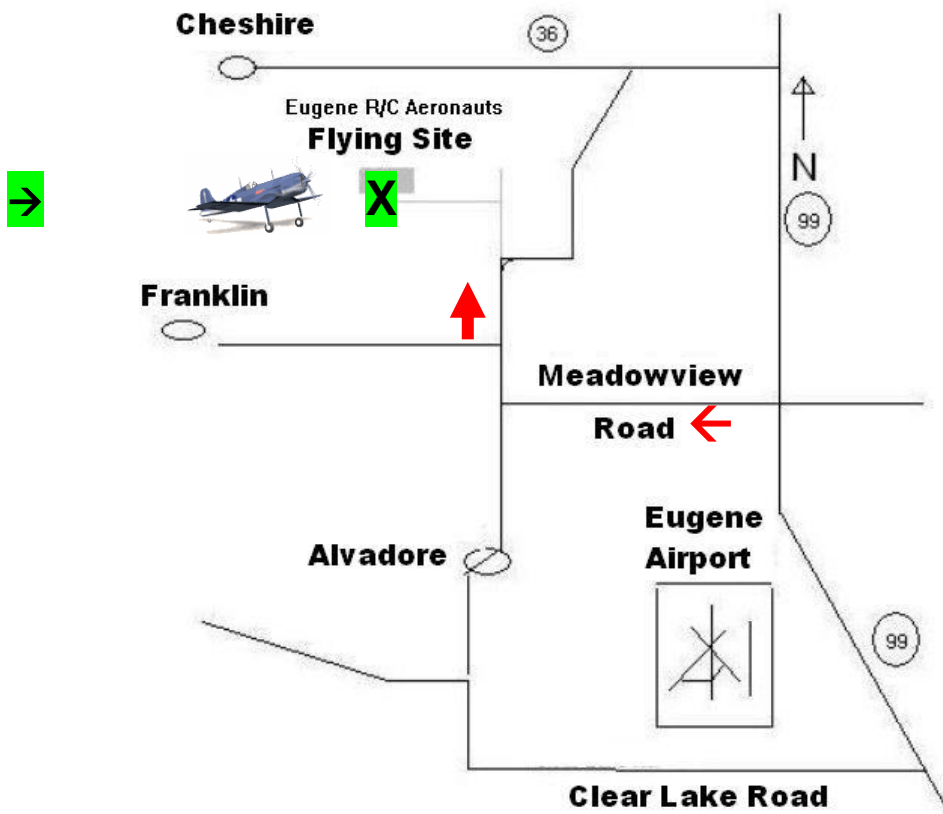 Cheshire
36
Eugene R/C Aeronauts
Flying Site
N
→
X
99
Franklin
Meadowview
Road ←
Eugene
Airport
Alvadore
99
Clear Lake Road